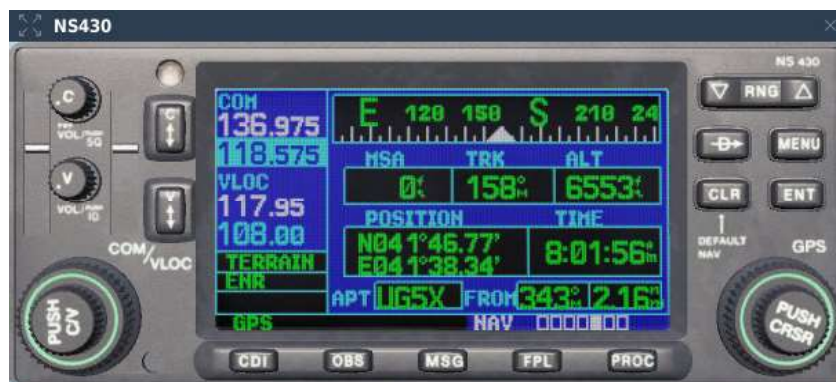 NS430
NS 430
.C
PWR
VOL/PUSH
SQ
C
COM
136.975
118.575
E 120 150 S 210 24
RNG
MSA TRK ALT
0ft 158°M 6553ft
D MENU
.V
VOL/PUSH
ID
V
VLOC
117.95
108.00
POSITION TIME
N04 1°46.77'
E04 1°38.34'
8:01:56
CLR ENT
DEFAULT
NAV
COM/VLOC
GPS
TERRAIN
ENR
APT UG5X FROM 343°M 2.16
GPS NAV
PUSH
C/V
PUSH
CRSR
CDI OBS MSG FPL PROC